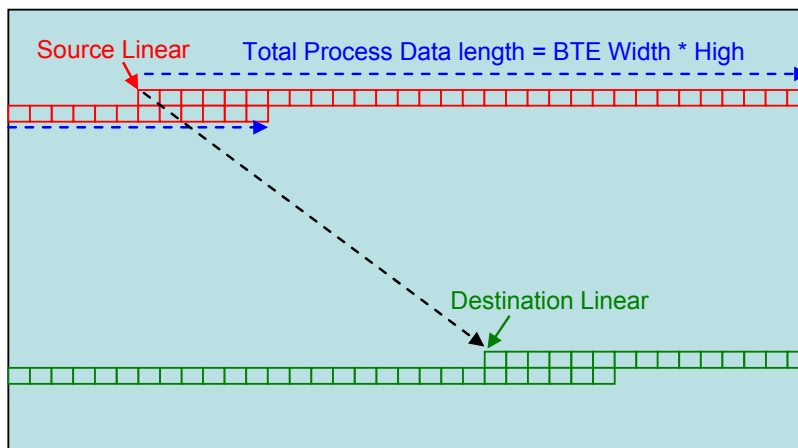 Source Linear
Total Process Data length = BTE Width * High
Destination Linear